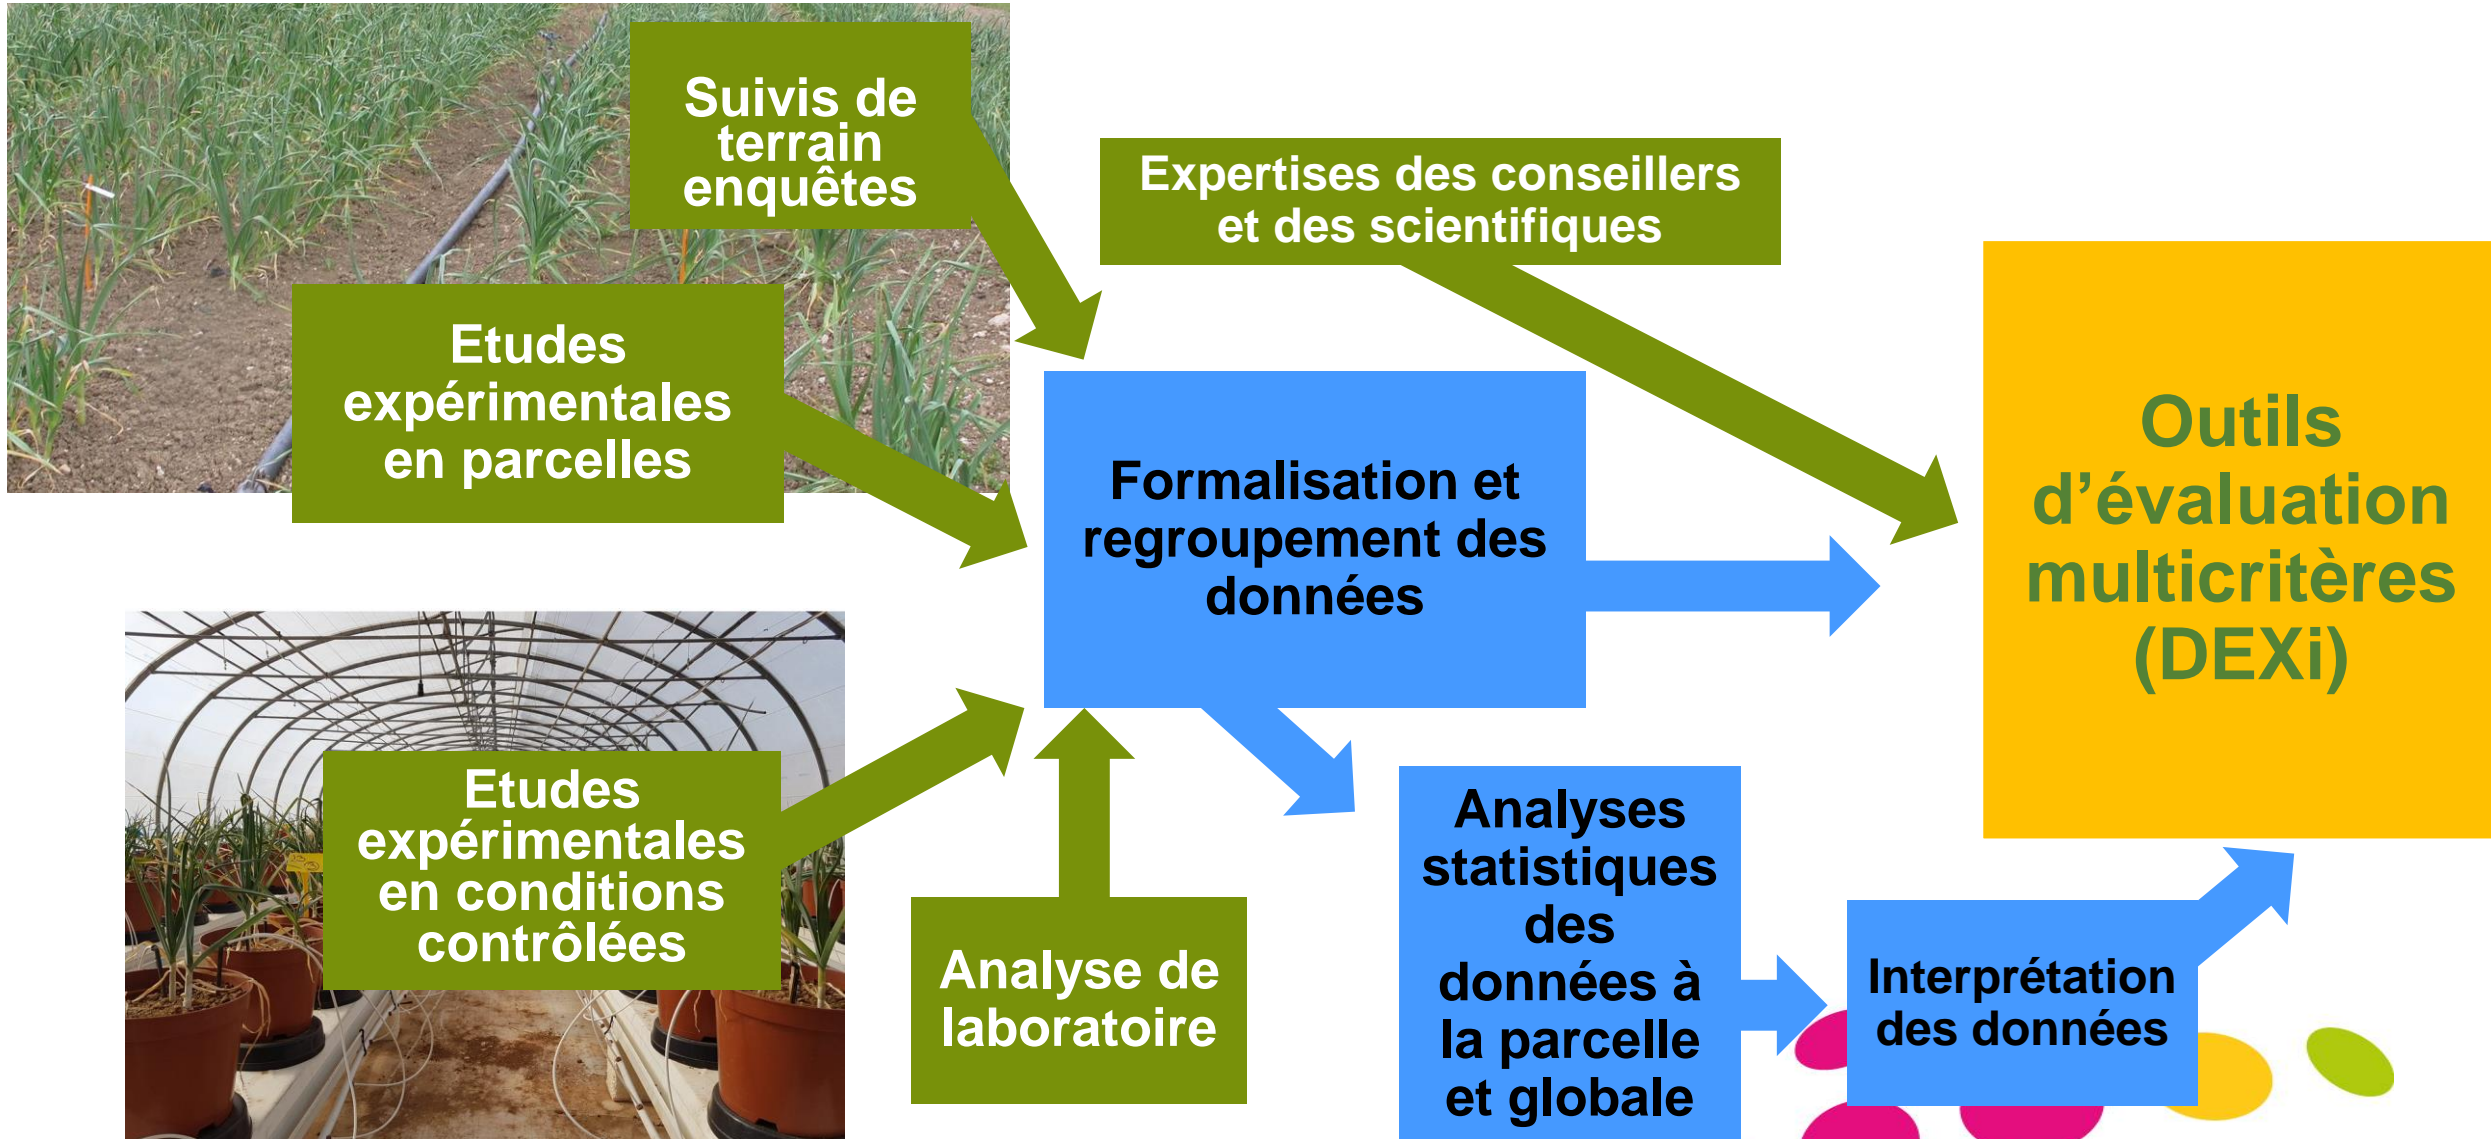 Suivis de
terrain
enquêtes
Expertises des conseillers
et des scientifiques
Etudes
expérimentales
en parcelles
Formalisation et
regroupement des
données
Outils
d’évaluation
multicritères
(DEXi)
Etudes
expérimentales
en conditions
contrôlées
Analyse de
laboratoire
Analyses
statistiques
des
données à
la parcelle
et globale
Interprétation
des données